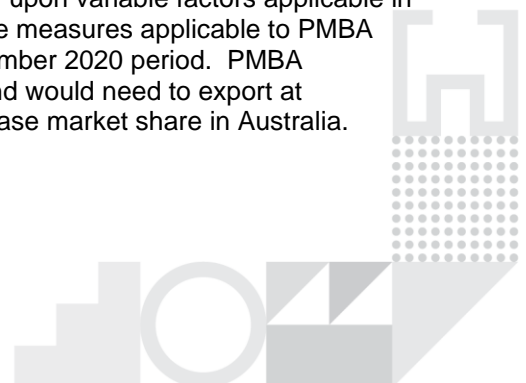 upon variable factors applicable in
e measures applicable to PMBA
mber 2020 period. PMBA
nd would need to export at
ase market share in Australia.